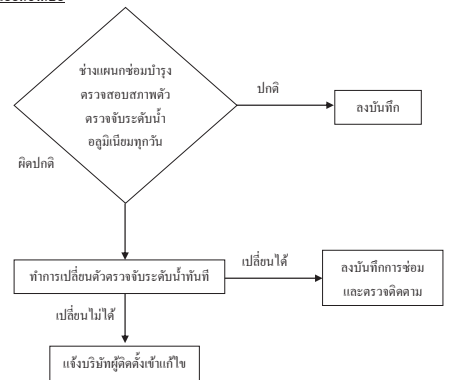 ช่างแผนกซ่อมบำรุง
ตรวจสอบสภาพตัว
ตรวจจับระดับน้ำ
อลูมิเนียมทุกวัน
ปกติ
ลงบันทึก
ผิดปกติ
ทำการเปลี่ยนตัวตรวจจับระดับน้ำทันที
เปลี่ยนได้
ลงบันทึกการซ่อม
และตรวจติดตาม
เปลี่ยนไม่ได้
แจ้งบริษัทผู้ติดตั้งเข้าแก้ไข